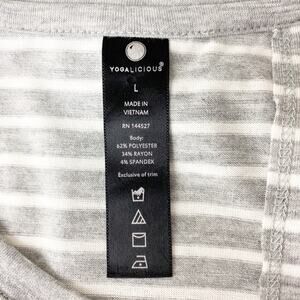 YOGALICIOUS®
L
MADE IN
VIETNAM
RN 144527
Body:
62% POLYESTER
34% RAYON
4% SPANDEX
Exclusive of trim